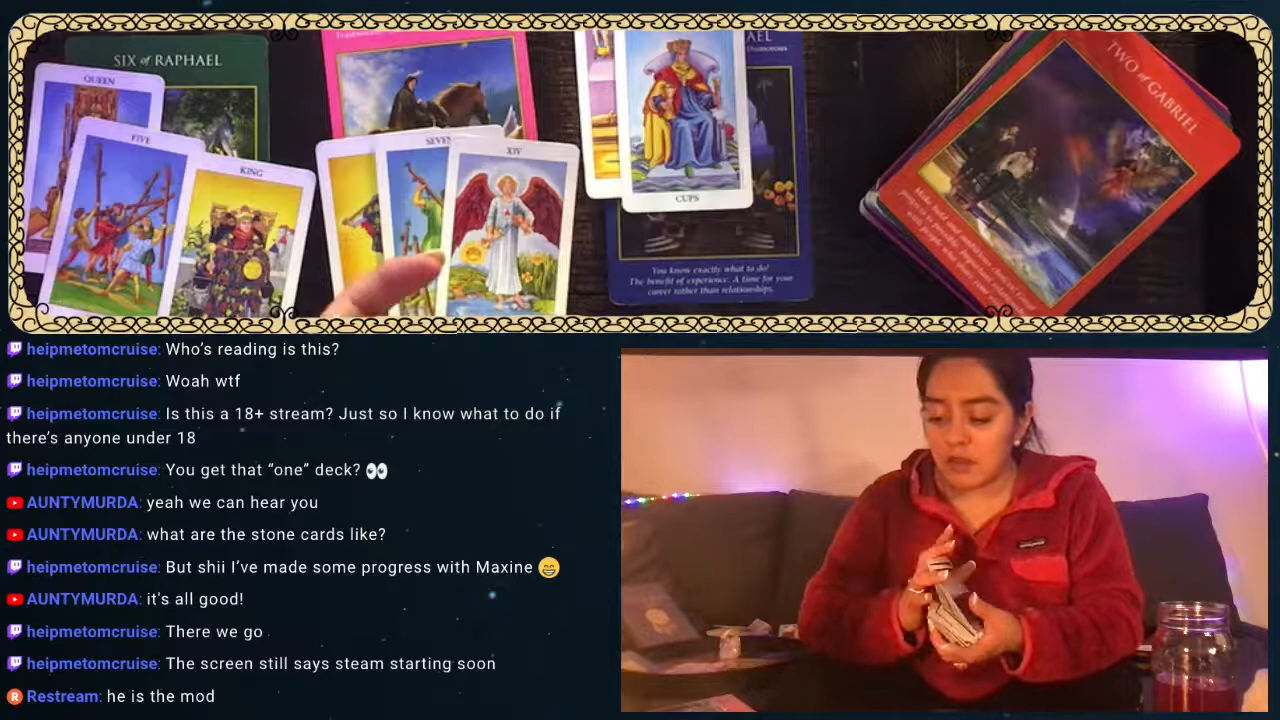 SIX of RAPHAEL
QUEEN
FIVE
KING
SEVEN
XIV
AEL
CUPS
You know exactly what to do!
The benefit of experience. A time for your
career rather than relationships.
TWO of GABRIEL
heipmetomcruise: Who's reading is this?
heipmetomcruise: Woah wtf
heipmetomcruise: Is this a 18+ stream? Just so I know what to do if
there's anyone under 18
heipmetomcruise: You get that “one” deck? 👀
AUNTYMURDA: yeah we can hear you
AUNTYMURDA: what are the stone cards like?
heipmetomcruise: But shii I've made some progress with Maxine 😁
AUNTYMURDA: it's all good!
heipmetomcruise: There we go
heipmetomcruise: The screen still says steam starting soon
Restream: he is the mod